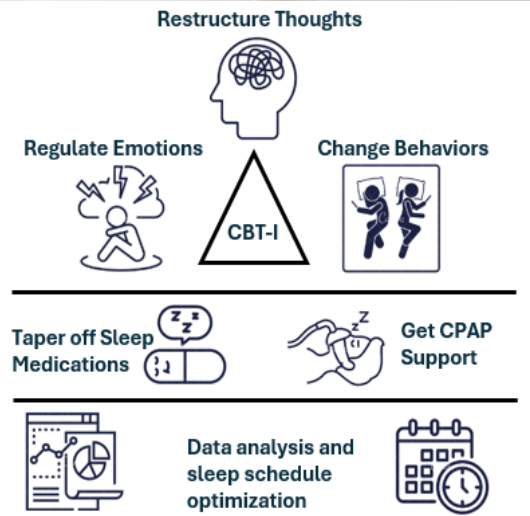 Restructure Thoughts
Regulate Emotions
Change Behaviors
CBT-I
Taper off Sleep
Medications
z z
z
z Z
Get CPAP
Support
Data analysis and
sleep schedule
optimization